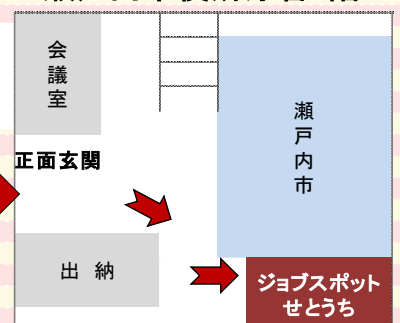 会議室
瀬戸内市
正面玄関
出納
ジョブスポット
せとうち